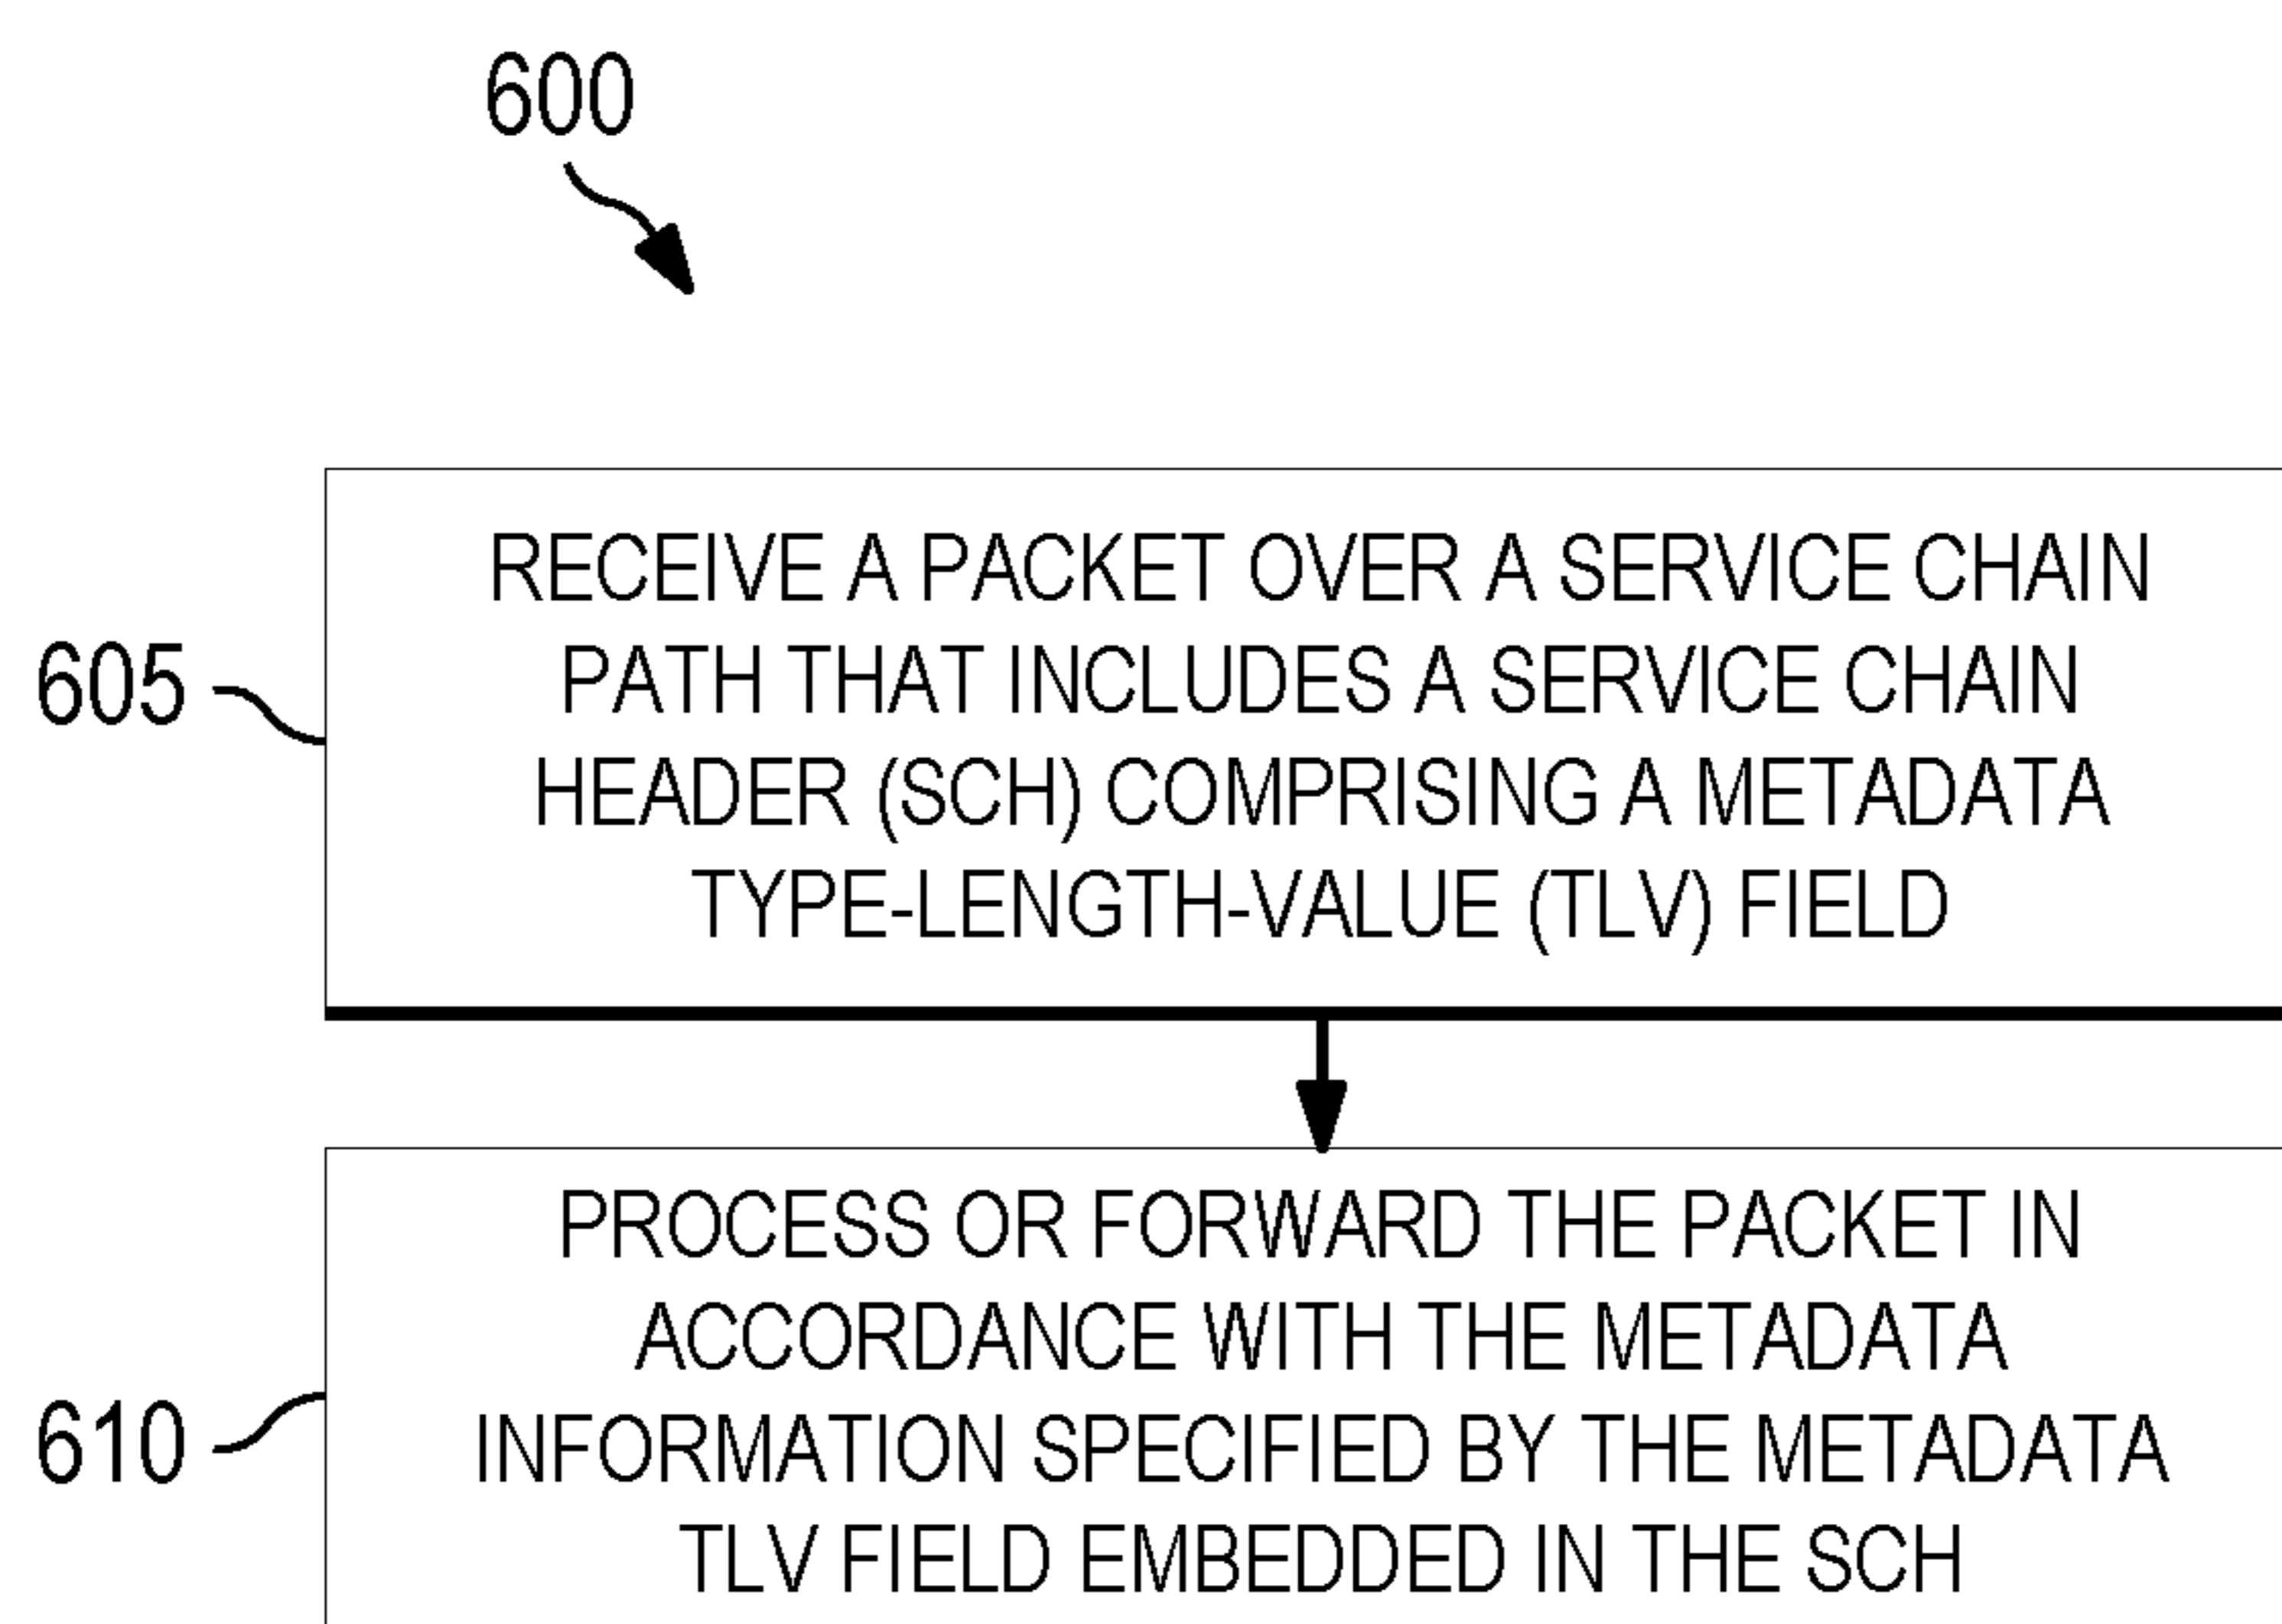 600
605
RECEIVE A PACKET OVER A SERVICE CHAIN
PATH THAT INCLUDES A SERVICE CHAIN
HEADER (SCH) COMPRISING A METADATA
TYPE-LENGTH-VALUE (TLV) FIELD
610
PROCESS OR FORWARD THE PACKET IN
ACCORDANCE WITH THE METADATA
INFORMATION SPECIFIED BY THE METADATA
TLV FIELD EMBEDDED IN THE SCH